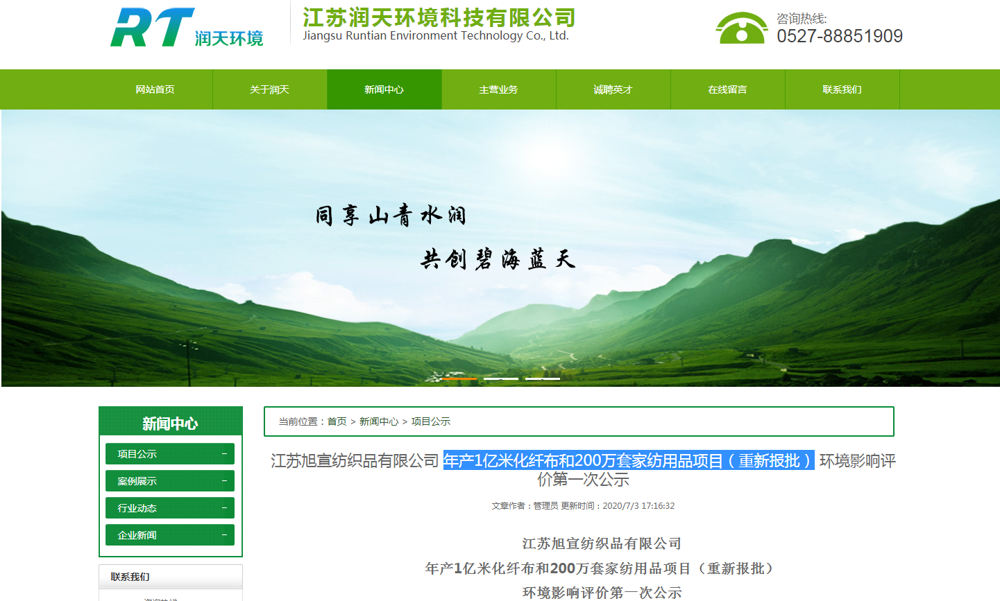 RT 润天环境
江苏润天环境科技有限公司
Jiangsu Runtian Environment Technology Co., Ltd.
咨询热线:
0527-88851909
网站首页 关于润天 新闻中心 主营业务 诚聘英才 在线留言 联系我们
同享山青水润
共创碧海蓝天
新闻中心
项目公示
案例展示
行业动态
企业新闻
联系我们
咨询热线
当前位置：首页 > 新闻中心 > 项目公示
江苏旭宣纺织品有限公司 年产1亿米化纤布和200万套家纺用品项目（重新报批） 环境影响评
价第一次公示
文章作者：管理员 更新时间：2020/7/3 17:16:32
江苏旭宣纺织品有限公司
年产1亿米化纤布和200万套家纺用品项目（重新报批）
环境影响评价第一次公示